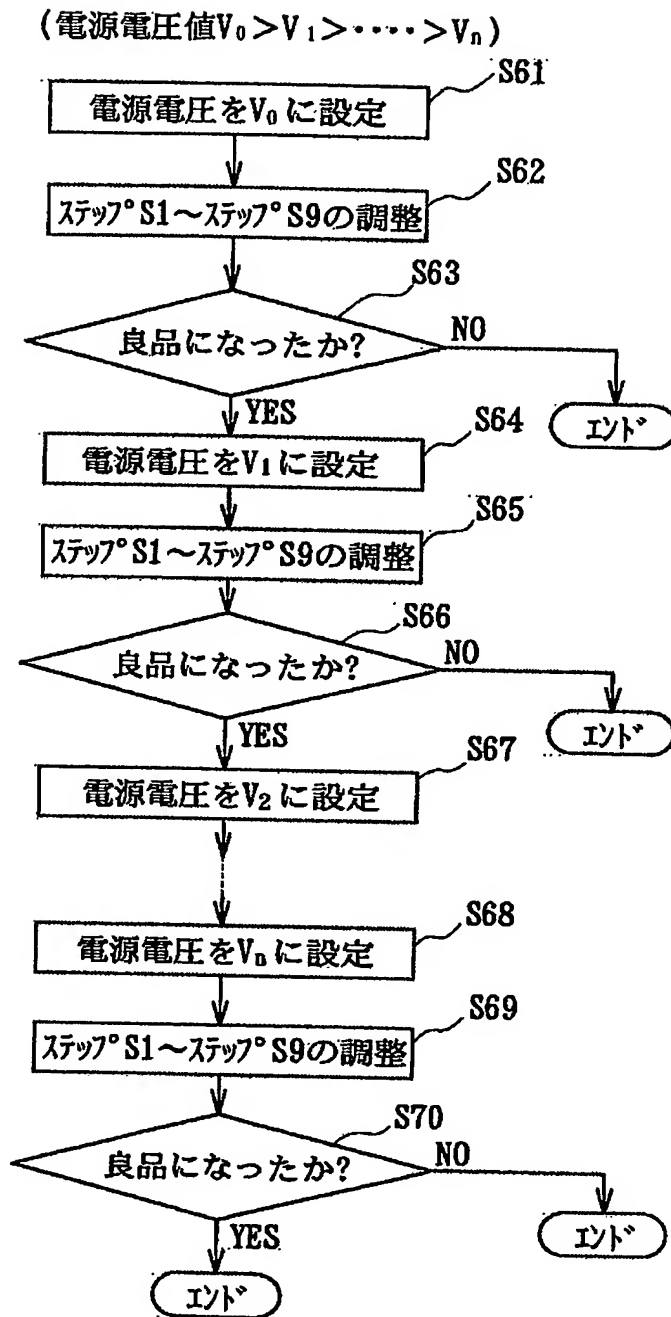 (電源電圧値V₀>V₁>‥‥>Vₙ)
S61
電源電圧をV₀に設定
S62
ステップS1～ステップS9の調整
S63
良品になったか?
NO
エンド
YES
S64
電源電圧をV₁に設定
S65
ステップS1～ステップS9の調整
S66
良品になったか?
NO
エンド
YES
S67
電源電圧をV₂に設定
S68
電源電圧をVₙに設定
S69
ステップS1～ステップS9の調整
S70
良品になったか?
NO
エンド
YES
エンド